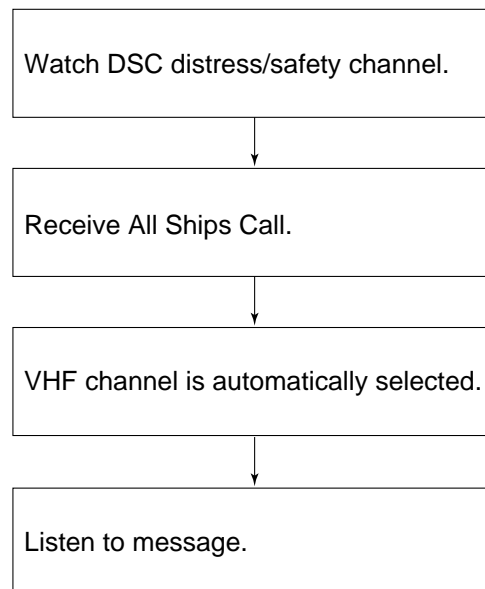 Watch DSC distress/safety channel.
Receive All Ships Call.
VHF channel is automatically selected.
Listen to message.